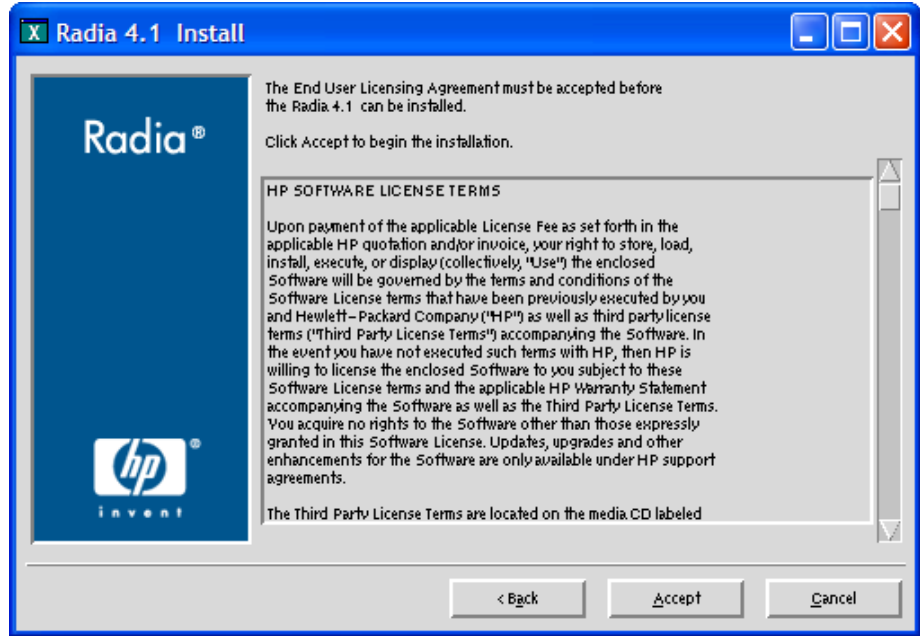 Radia 4.1 Install
Radia®
The End User Licensing Agreement must be accepted before
the Radia 4.1 can be installed.
Click Accept to begin the installation.
HP SOFTWARE LICENSE TERMS
Upon payment of the applicable License Fee as set forth in the
applicable HP quotation and/or invoice, your right to store, load,
install, execute, or display (collectively, "Use") the enclosed
Software will be governed by the terms and conditions of the
Software License terms that have been previously executed by you
and Hewlett-Packard Company ("HP") as well as third party license
terms ("Third Party License Terms") accompanying the Software. In
the event you have not executed such terms with HP, then HP is
willing to license the enclosed Software to you subject to these
Software License terms and the applicable HP Warranty Statement
accompanying the Software as well as the Third Party License Terms.
You acquire no rights to the Software other than those expressly
granted in this Software License. Updates, upgrades and other
enhancements for the Software are only available under HP support
agreements.
The Third Party License Terms are located on the media CD labeled
hp®
invent
< Back
Accept
Cancel